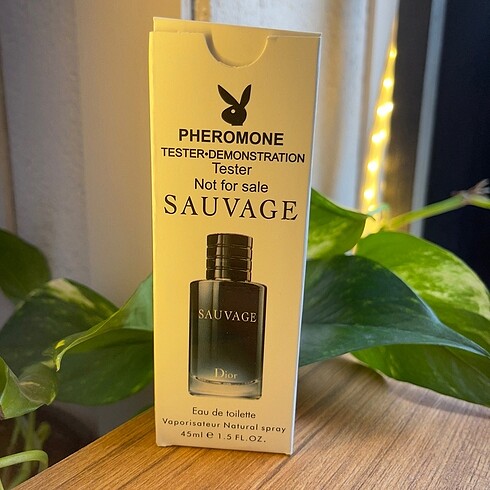 PHEROMONE
TESTER•DEMONSTRATION
Tester
Not for sale
SAUVAGE
SAUVAGE
Dior
Eau de toilette
Vaporisateur Natural spray
45ml ℮ 1.5 FL.OZ.